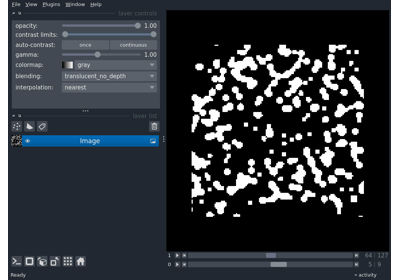 File View Plugins Window Help
layer controls
opacity: 1.00
contrast limits:
auto-contrast: once continuous
gamma: 1.00
colormap: gray
blending: translucent_no_depth
interpolation: nearest
layer list
Image
1 64 127
0 5 9
Ready
activity